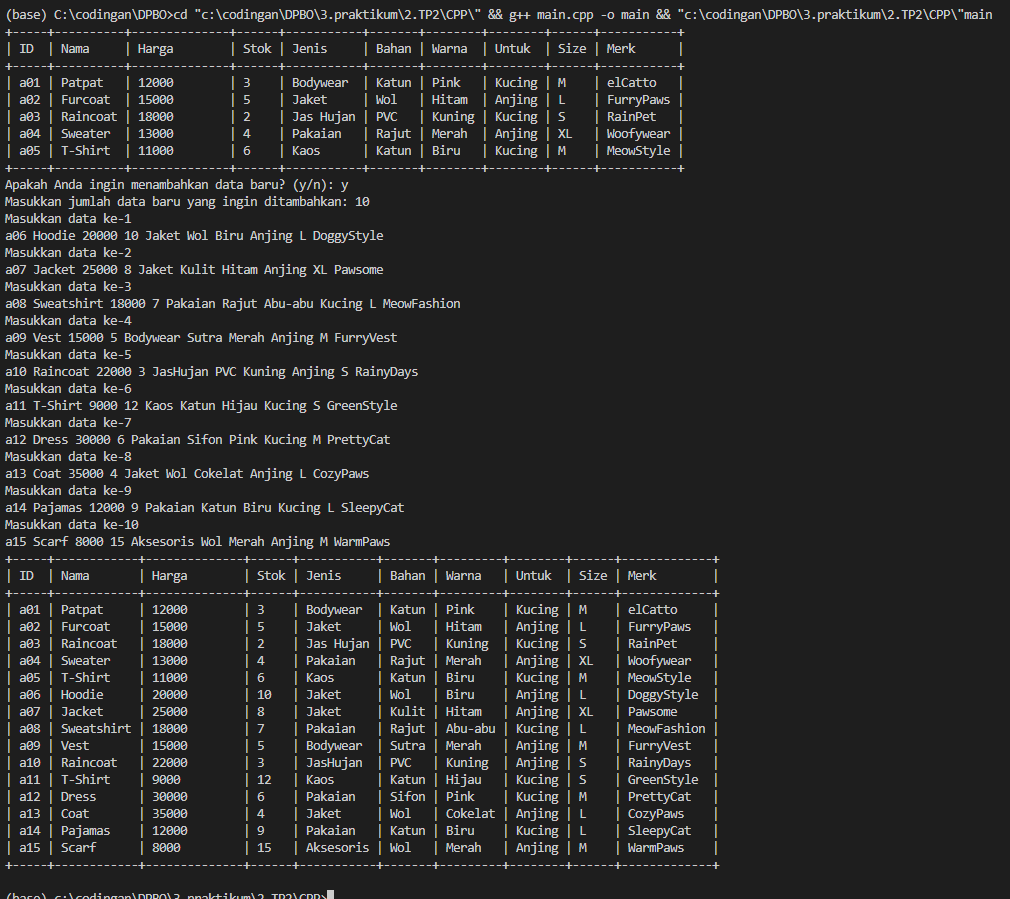 (base) C:\codingan\DPBO>cd "c:\codingan\DPBO\3.praktikum\2.TP2\CPP\" && g++ main.cpp -o main && "c:\codingan\DPBO\3.praktikum\2.TP2\CPP\"main
+-----+----------+--------------+------+-----------+-------+--------+--------+------+-----------+
| ID  | Nama     | Harga        | Stok | Jenis     | Bahan | Warna  | Untuk  | Size | Merk      |
+-----+----------+--------------+------+-----------+-------+--------+--------+------+-----------+
| a01 | Patpat   | 12000        | 3    | Bodywear  | Katun | Pink   | Kucing | M    | elCatto   |
| a02 | Furcoat  | 15000        | 5    | Jaket     | Wol   | Hitam  | Anjing | L    | FurryPaws |
| a03 | Raincoat | 18000        | 2    | Jas Hujan | PVC   | Kuning | Kucing | S    | RainPet   |
| a04 | Sweater  | 13000        | 4    | Pakaian   | Rajut | Merah  | Anjing | XL   | Woofywear |
| a05 | T-Shirt  | 11000        | 6    | Kaos      | Katun | Biru   | Kucing | M    | MeowStyle |
+-----+----------+--------------+------+-----------+-------+--------+--------+------+-----------+
Apakah Anda ingin menambahkan data baru? (y/n): y
Masukkan jumlah data baru yang ingin ditambahkan: 10
Masukkan data ke-1
a06 Hoodie 20000 10 Jaket Wol Biru Anjing L DoggyStyle
Masukkan data ke-2
a07 Jacket 25000 8 Jaket Kulit Hitam Anjing XL Pawsome
Masukkan data ke-3
a08 Sweatshirt 18000 7 Pakaian Rajut Abu-abu Kucing L MeowFashion
Masukkan data ke-4
a09 Vest 15000 5 Bodywear Sutra Merah Anjing M FurryVest
Masukkan data ke-5
a10 Raincoat 22000 3 JasHujan PVC Kuning Anjing S RainyDays
Masukkan data ke-6
a11 T-Shirt 9000 12 Kaos Katun Hijau Kucing S GreenStyle
Masukkan data ke-7
a12 Dress 30000 6 Pakaian Sifon Pink Kucing M PrettyCat
Masukkan data ke-8
a13 Coat 35000 4 Jaket Wol Cokelat Anjing L CozyPaws
Masukkan data ke-9
a14 Pajamas 12000 9 Pakaian Katun Biru Kucing L SleepyCat
Masukkan data ke-10
a15 Scarf 8000 15 Aksesoris Wol Merah Anjing M WarmPaws
+-----+------------+--------------+------+-----------+-------+---------+--------+------+-------------+
| ID  | Nama       | Harga        | Stok | Jenis     | Bahan | Warna   | Untuk  | Size | Merk        |
+-----+------------+--------------+------+-----------+-------+---------+--------+------+-------------+
| a01 | Patpat     | 12000        | 3    | Bodywear  | Katun | Pink    | Kucing | M    | elCatto     |
| a02 | Furcoat    | 15000        | 5    | Jaket     | Wol   | Hitam   | Anjing | L    | FurryPaws   |
| a03 | Raincoat   | 18000        | 2    | Jas Hujan | PVC   | Kuning  | Kucing | S    | RainPet     |
| a04 | Sweater    | 13000        | 4    | Pakaian   | Rajut | Merah   | Anjing | XL   | Woofywear   |
| a05 | T-Shirt    | 11000        | 6    | Kaos      | Katun | Biru    | Kucing | M    | MeowStyle   |
| a06 | Hoodie     | 20000        | 10   | Jaket     | Wol   | Biru    | Anjing | L    | DoggyStyle  |
| a07 | Jacket     | 25000        | 8    | Jaket     | Kulit | Hitam   | Anjing | XL   | Pawsome     |
| a08 | Sweatshirt | 18000        | 7    | Pakaian   | Rajut | Abu-abu | Kucing | L    | MeowFashion |
| a09 | Vest       | 15000        | 5    | Bodywear  | Sutra | Merah   | Anjing | M    | FurryVest   |
| a10 | Raincoat   | 22000        | 3    | JasHujan  | PVC   | Kuning  | Anjing | S    | RainyDays   |
| a11 | T-Shirt    | 9000         | 12   | Kaos      | Katun | Hijau   | Kucing | S    | GreenStyle  |
| a12 | Dress      | 30000        | 6    | Pakaian   | Sifon | Pink    | Kucing | M    | PrettyCat   |
| a13 | Coat       | 35000        | 4    | Jaket     | Wol   | Cokelat | Anjing | L    | CozyPaws    |
| a14 | Pajamas    | 12000        | 9    | Pakaian   | Katun | Biru    | Kucing | L    | SleepyCat   |
| a15 | Scarf      | 8000         | 15   | Aksesoris | Wol   | Merah   | Anjing | M    | WarmPaws    |
+-----+------------+--------------+------+-----------+-------+---------+--------+------+-------------+
(base) c:\codingan\DPBO\3.praktikum\2.TP2\CPP>